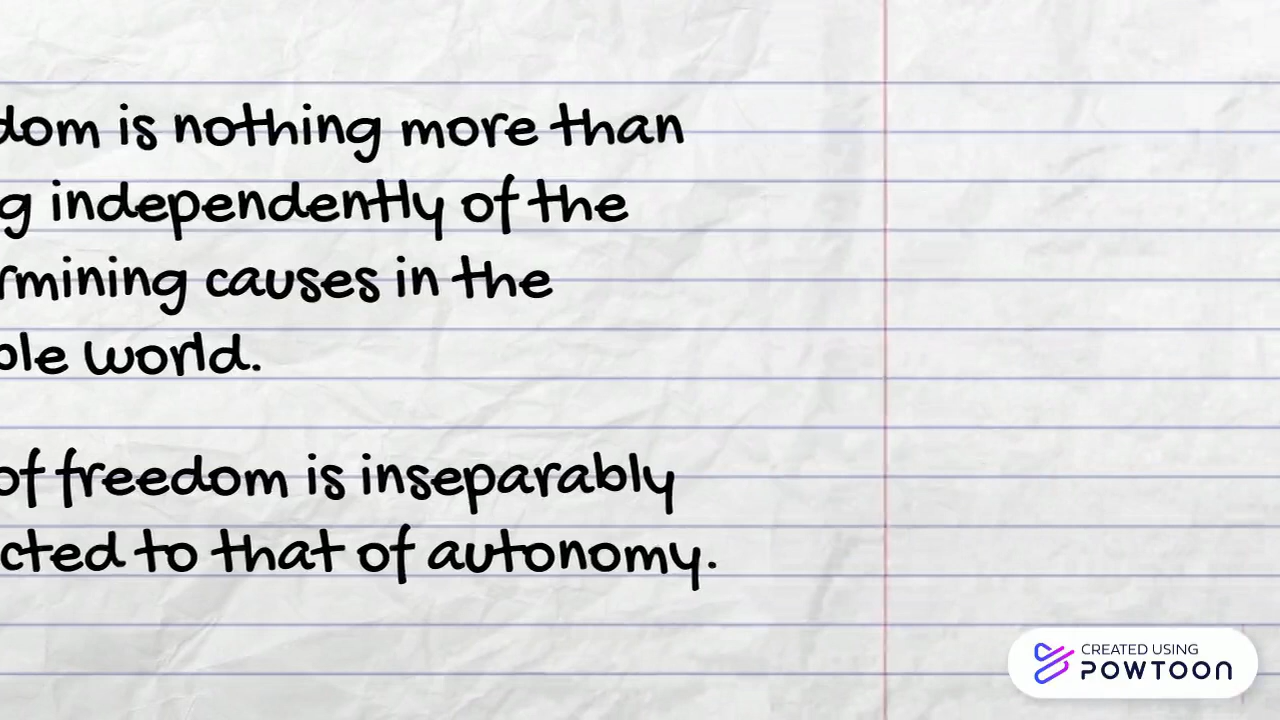 dom is nothing more than
g independently of the
rmining causes in the
ble world.
of freedom is inseparably
cted to that of autonomy.
CREATED USING
POWTOON